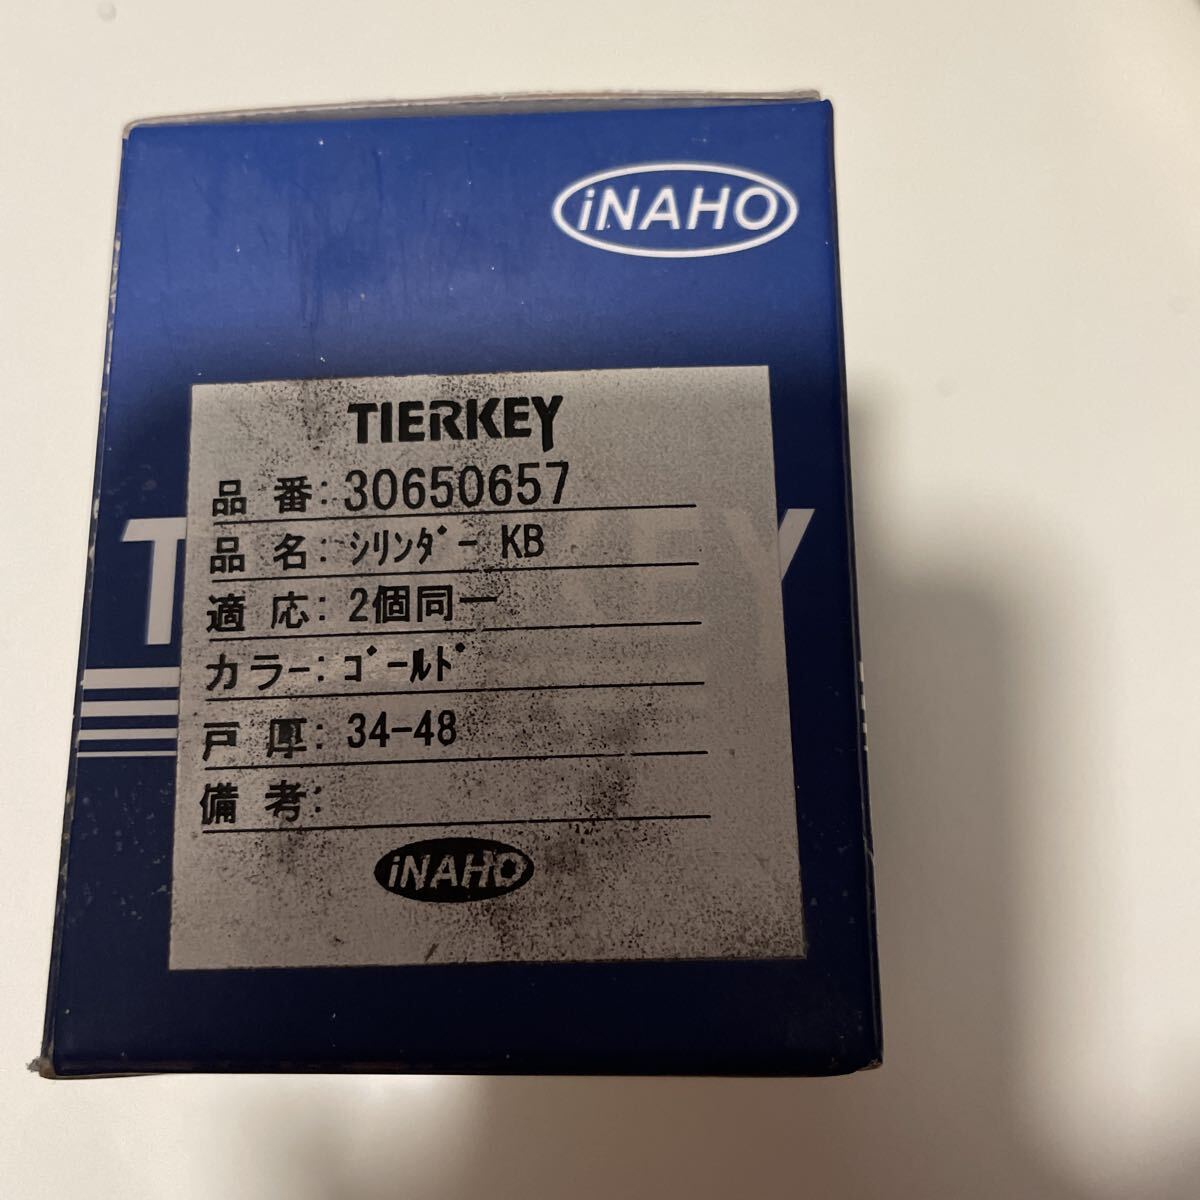 iNAHO
TIERKEY
品番:30650657
品名:ｼﾘﾝﾀﾞｰ KB
適応:2個同一
カラー:ｺﾞｰﾙﾄﾞ
戸厚:34-48
備考:
iNAHO